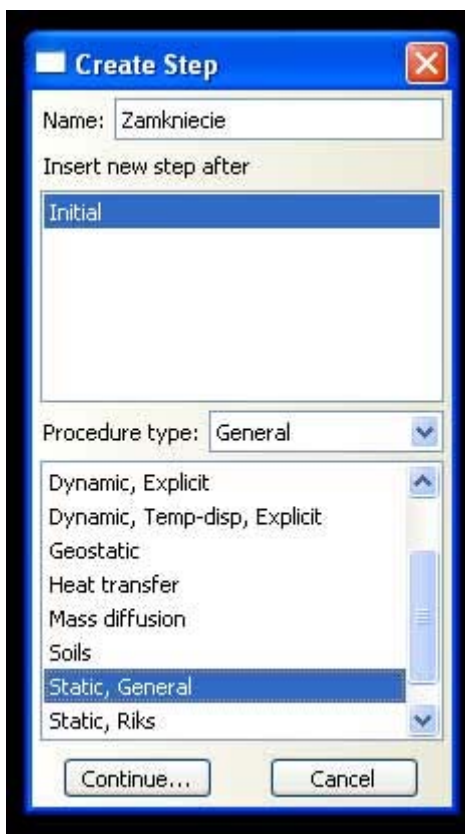 Create Step
Name: Zamkniecie
Insert new step after
Initial
Procedure type: General
Dynamic, Explicit
Dynamic, Temp-disp, Explicit
Geostatic
Heat transfer
Mass diffusion
Soils
Static, General
Static, Riks
Continue... Cancel